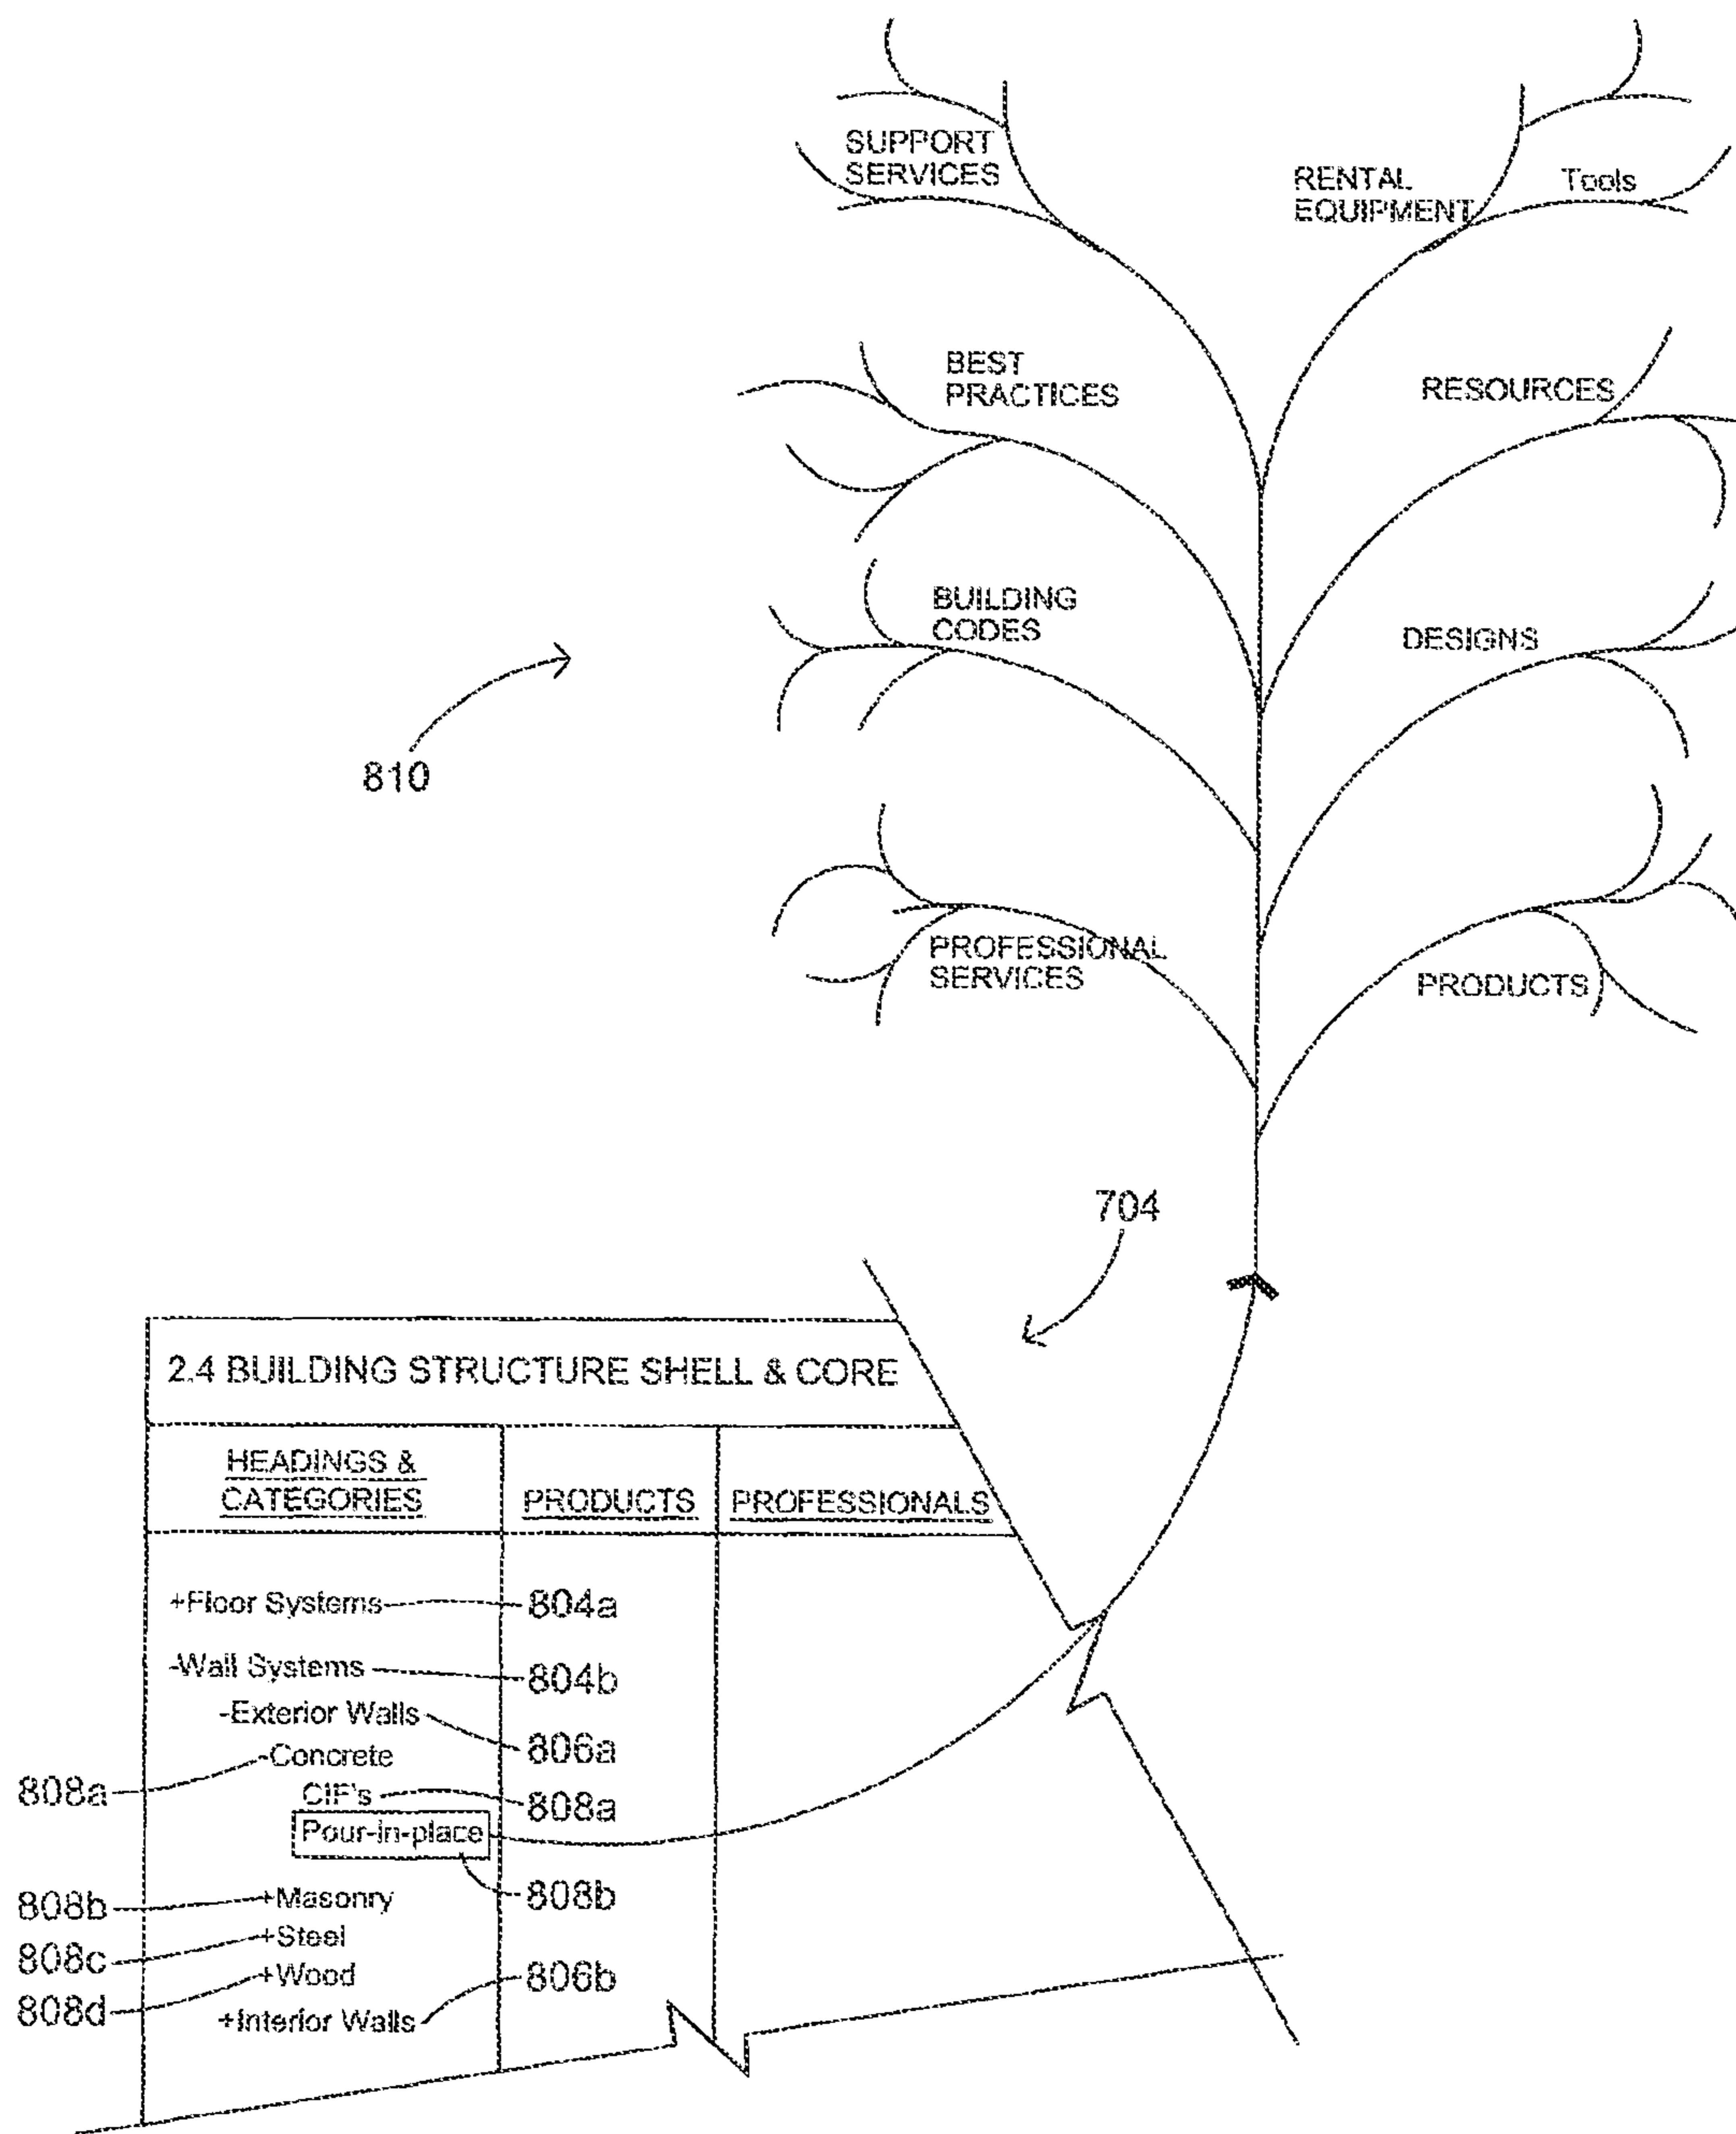 SUPPORT
SERVICES
RENTAL
EQUIPMENT
Tools
BEST
PRACTICES
RESOURCES
BUILDING
CODES
DESIGNS
810
PROFESSIONAL
SERVICES
PRODUCTS
704
2.4 BUILDING STRUCTURE SHELL & CORE
HEADINGS &
CATEGORIES
PRODUCTS
PROFESSIONALS
+Floor Systems
804a
-Wall Systems
804b
-Exterior Walls
806a
808a
-Concrete
CIF's
808a
Pour-in-place
808b
808b
+Masonry
808c
+Steel
808d
+Wood
+Interior Walls
806b